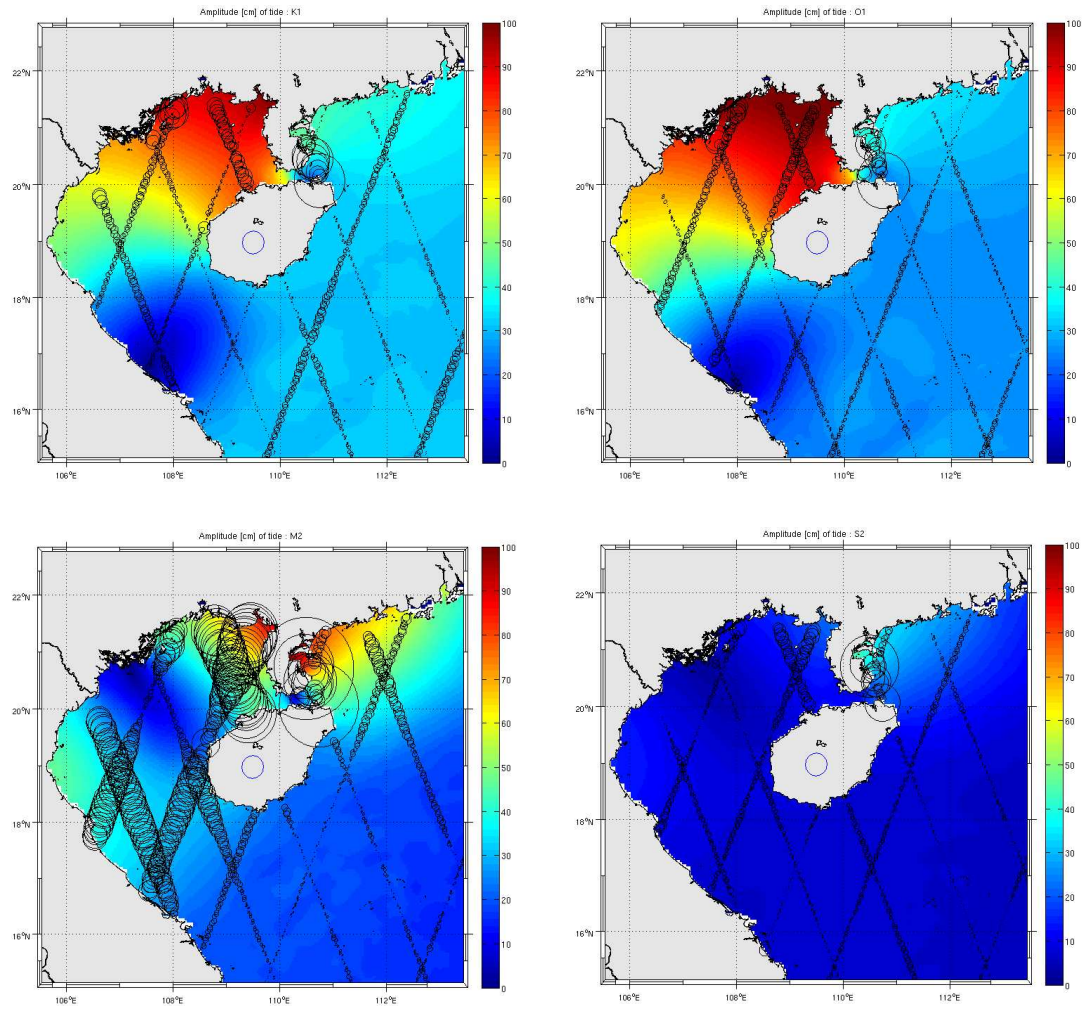 Amplitude [cm] of tide : K1
100
90
80
70
60
50
40
30
20
10
0
22°N
20°N
18°N
16°N
106°E
108°E
110°E
112°E
Amplitude [cm] of tide : O1
100
90
80
70
60
50
40
30
20
10
0
22°N
20°N
18°N
16°N
106°E
108°E
110°E
112°E
Amplitude [cm] of tide : M2
100
90
80
70
60
50
40
30
20
10
0
22°N
20°N
18°N
16°N
106°E
108°E
110°E
112°E
Amplitude [cm] of tide : S2
100
90
80
70
60
50
40
30
20
10
0
22°N
20°N
18°N
16°N
106°E
108°E
110°E
112°E